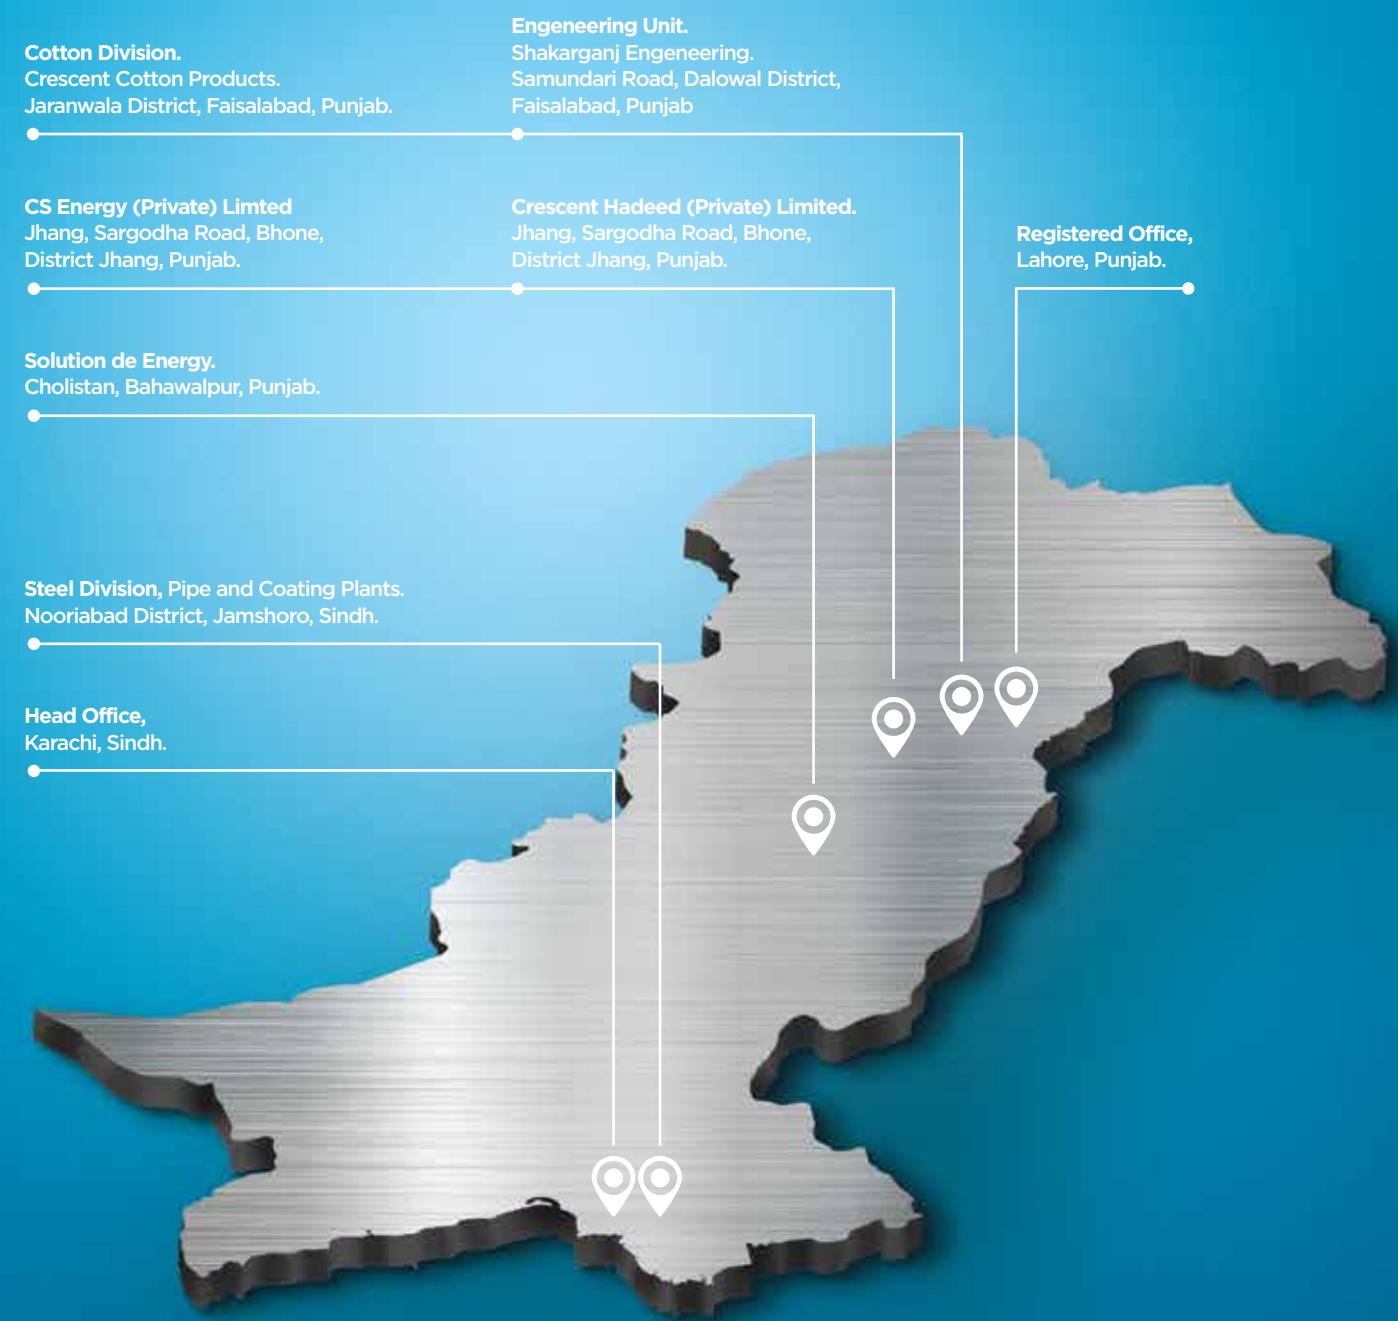 Cotton Division.
Crescent Cotton Products.
Jaranwala District, Faisalabad, Punjab.
Engeneering Unit.
Shakarganj Engeneering.
Samundari Road, Dalowal District,
Faisalabad, Punjab
CS Energy (Private) Limted
Jhang, Sargodha Road, Bhone,
District Jhang, Punjab.
Crescent Hadeed (Private) Limited.
Jhang, Sargodha Road, Bhone,
District Jhang, Punjab.
Registered Office,
Lahore, Punjab.
Solution de Energy.
Cholistan, Bahawalpur, Punjab.
Steel Division, Pipe and Coating Plants.
Nooriabad District, Jamshoro, Sindh.
Head Office,
Karachi, Sindh.